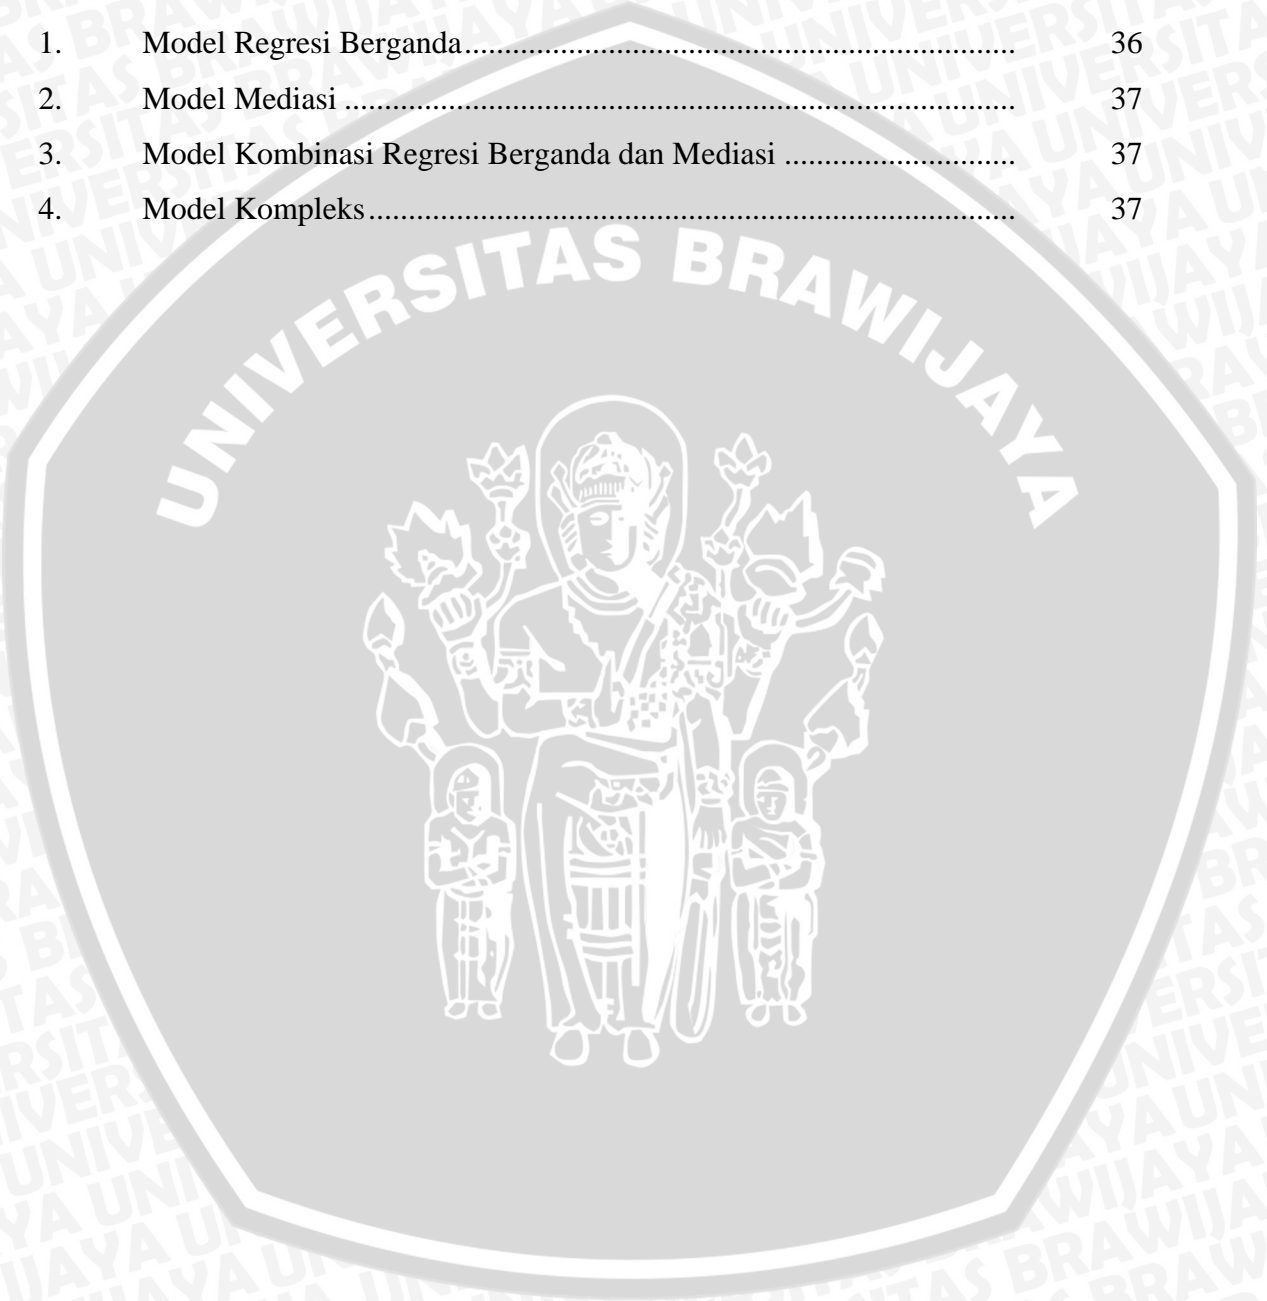 1. Model Regresi Berganda...................................................................... 36
2. Model Mediasi ..................................................................................... 37
3. Model Kombinasi Regresi Berganda dan Mediasi ............................. 37
4. Model Kompleks.................................................................................. 37
UNIVERSITAS BRAWIJAYA